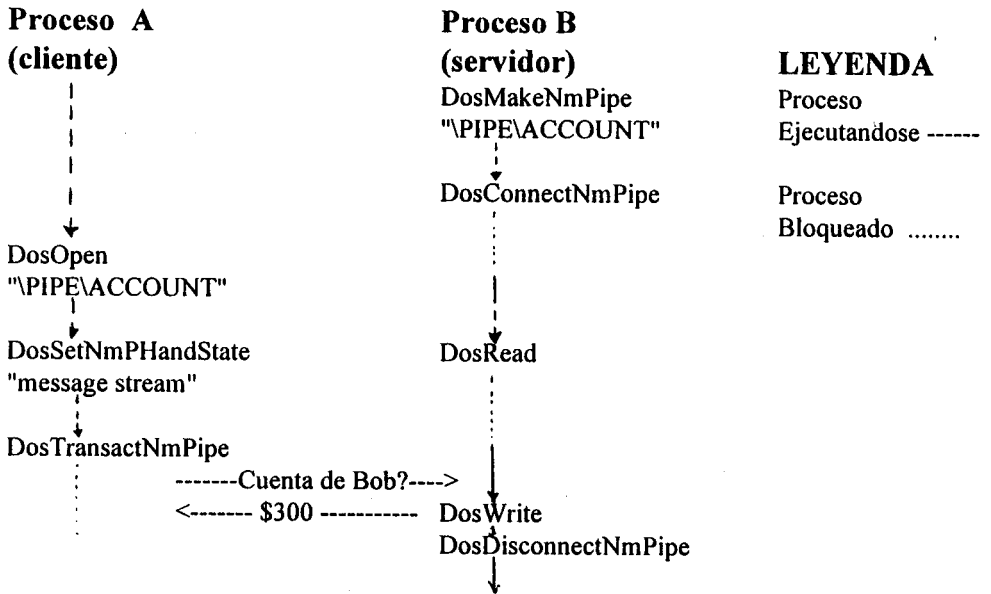 Proceso A
(cliente)
DosOpen
"\PIPE\ACCOUNT"
DosSetNmPHandState
"message stream"
DosTransactNmPipe
-------Cuenta de Bob?---->
<------- $300 -----------
Proceso B
(servidor)
DosMakeNmPipe
"\PIPE\ACCOUNT"
DosConnectNmPipe
DosRead
DosWrite
DosDisconnectNmPipe
LEYENDA
Proceso
Ejecutandose ------
Proceso
Bloqueado ........